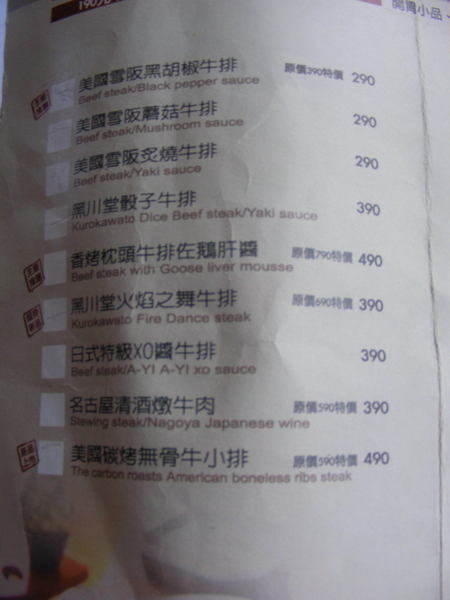 開胃小品、
美國雪阪黑胡椒牛排 原價390特價 290
Beef steak/Black pepper sauce
美國雪阪蘑菇牛排 290
Beef steak/Mushroom sauce
美國雪阪炙燒牛排 290
Beef steak/Yaki sauce
黑川堂骰子牛排 390
Kurokawato Dice Beef steak/Yaki sauce
香烤枕頭牛排佐鵝肝醬 原價790特價 490
Beef steak with Goose liver mousse
黑川堂火焰之舞牛排 原價690特價 390
Kurokawato Fire Dance steak
日式特級XO醬牛排 390
Beef steak/A-YI A-YI xo sauce
名古屋清酒燉牛肉 原價590特價 390
Stewing steak/Nagoya Japanese wine
新品上市 美國碳烤無骨牛小排 原價590特價 490
The carbon roasts American boneless ribs steak